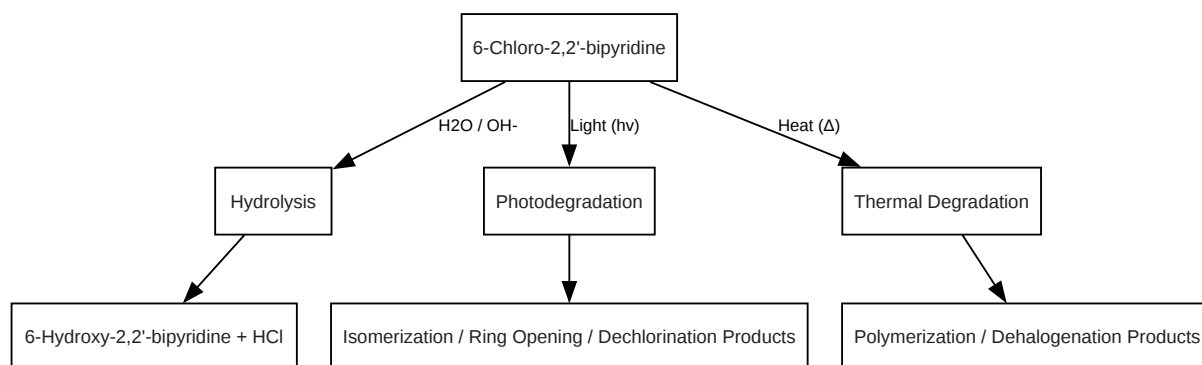 6-Chloro-2,2'-bipyridine
H2O / OH-
Light (hv)
Heat (Δ)
Hydrolysis
Photodegradation
Thermal Degradation
6-Hydroxy-2,2'-bipyridine + HCl
Isomerization / Ring Opening / Dechlorination Products
Polymerization / Dehalogenation Products